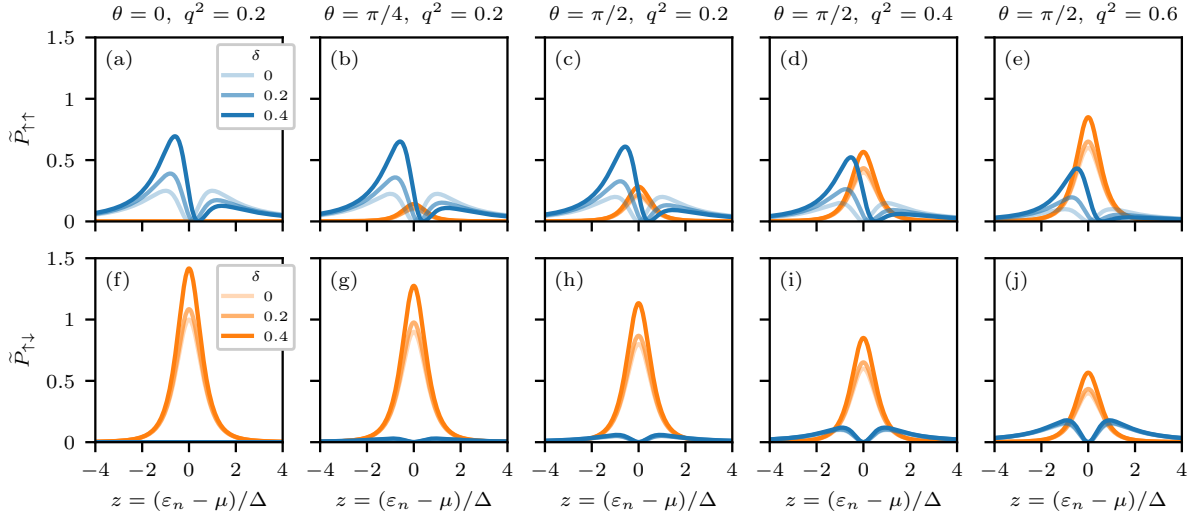 θ = 0, q² = 0.2
θ = π/4, q² = 0.2
θ = π/2, q² = 0.2
θ = π/2, q² = 0.4
θ = π/2, q² = 0.6
1.5
1
0.5
0
P̃↑↑
(a)
δ
0
0.2
0.4
(b)
(c)
(d)
(e)
1.5
1
0.5
0
P̃↑↓
(f)
δ
0
0.2
0.4
(g)
(h)
(i)
(j)
−4 −2 0 2 4
−4 −2 0 2 4
−4 −2 0 2 4
−4 −2 0 2 4
−4 −2 0 2 4
z = (εₙ − μ)/Δ
z = (εₙ − μ)/Δ
z = (εₙ − μ)/Δ
z = (εₙ − μ)/Δ
z = (εₙ − μ)/Δ